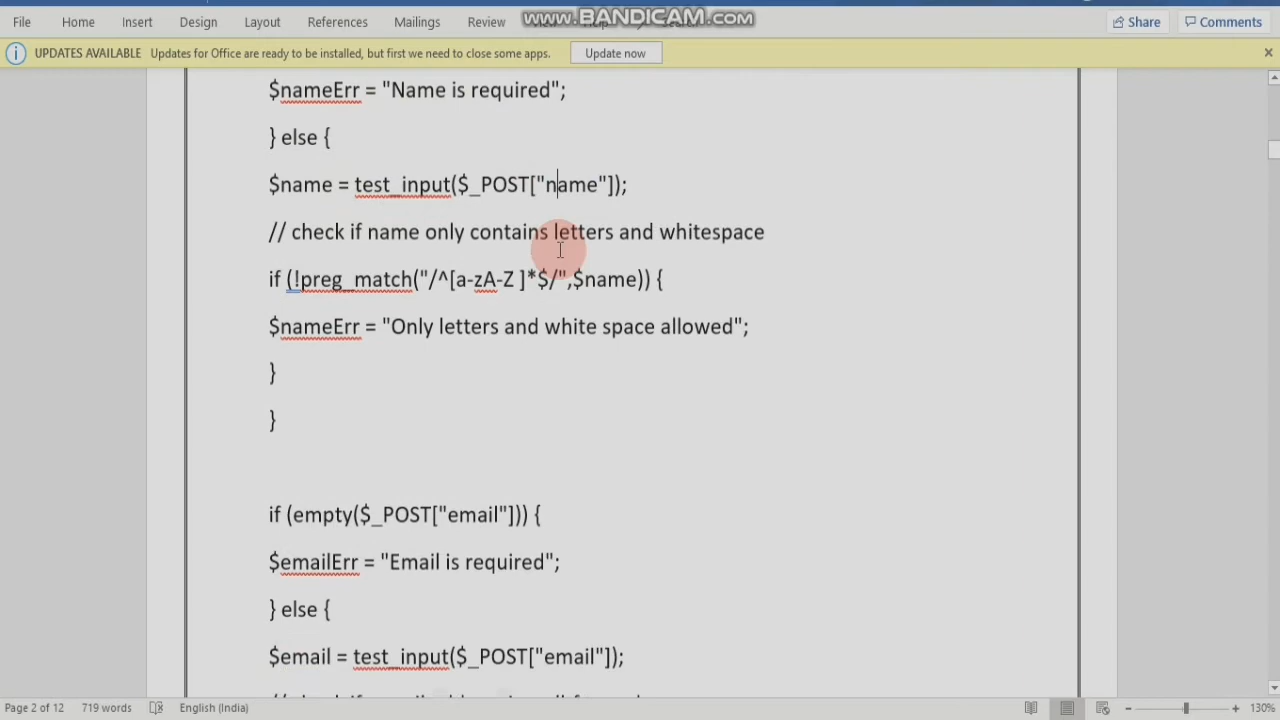 File Home Insert Design Layout References Mailings Review Help Share Comments
www.BANDICAM.com
UPDATES AVAILABLE Updates for Office are ready to be installed, but first we need to close some apps. Update now
$nameErr = "Name is required";
} else {
$name = test_input($_POST["name"]);
// check if name only contains letters and whitespace
if (!preg_match("/^[a-zA-Z ]*$/",$name)) {
$nameErr = "Only letters and white space allowed";
}
}
if (empty($_POST["email"])) {
$emailErr = "Email is required";
} else {
$email = test_input($_POST["email"]);
Page 2 of 12 719 words English (India) 130%